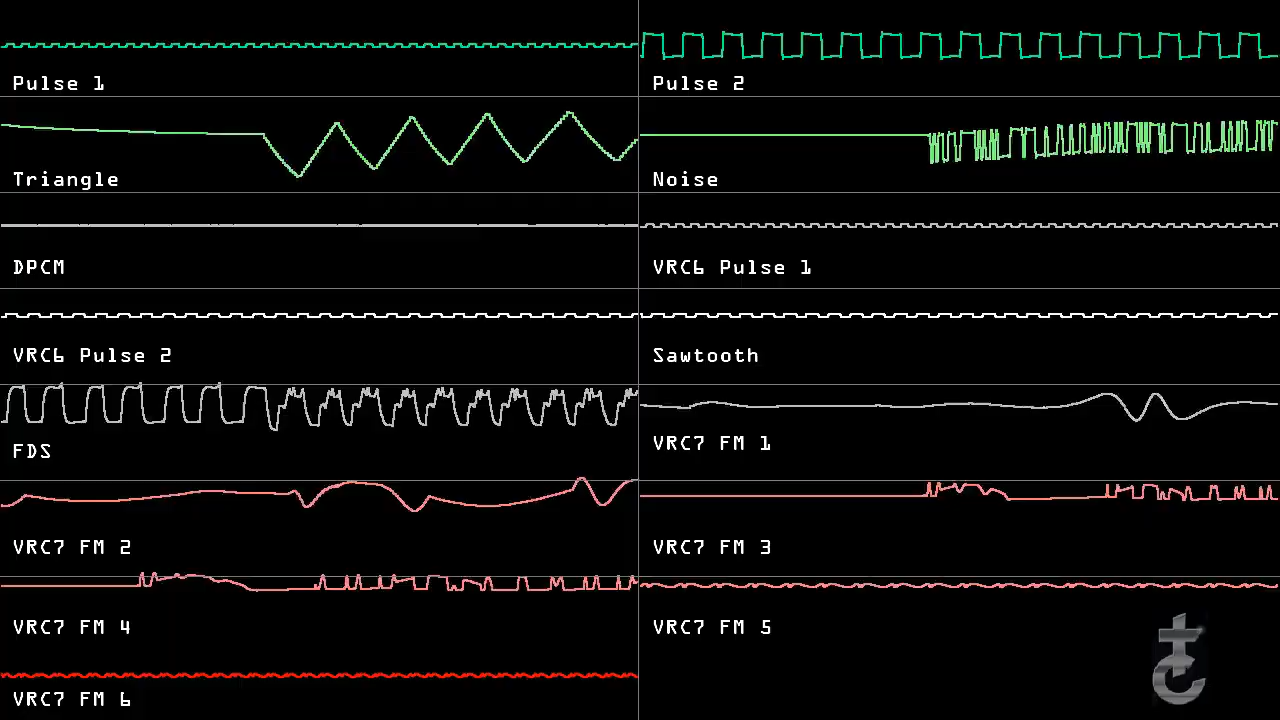 Pulse 1
Pulse 2
Triangle
Noise
DPCM
VRC6 Pulse 1
VRC6 Pulse 2
Sawtooth
FDS
VRC7 FM 1
VRC7 FM 2
VRC7 FM 3
VRC7 FM 4
VRC7 FM 5
VRC7 FM 6